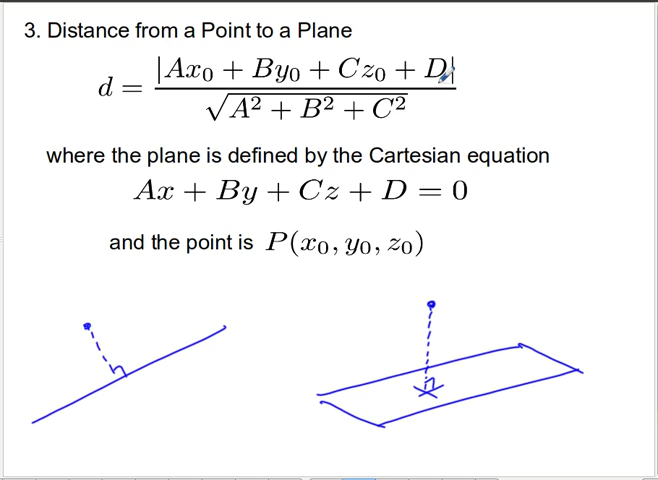 3. Distance from a Point to a Plane
d = |Ax₀ + By₀ + Cz₀ + D| / √(A² + B² + C²)
where the plane is defined by the Cartesian equation
Ax + By + Cz + D = 0
and the point is P(x₀, y₀, z₀)